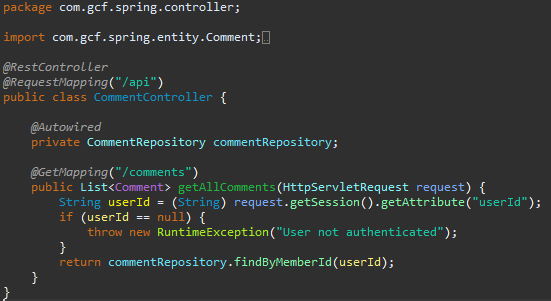 package com.gcf.spring.controller;
import com.gcf.spring.entity.Comment;
@RestController
@RequestMapping("/api")
public class CommentController {
@Autowired
private CommentRepository commentRepository;
@GetMapping("/comments")
public List<Comment> getAllComments(HttpServletRequest request) {
String userId = (String) request.getSession().getAttribute("userId");
if (userId == null) {
throw new RuntimeException("User not authenticated");
}
return commentRepository.findByMemberId(userId);
}
}